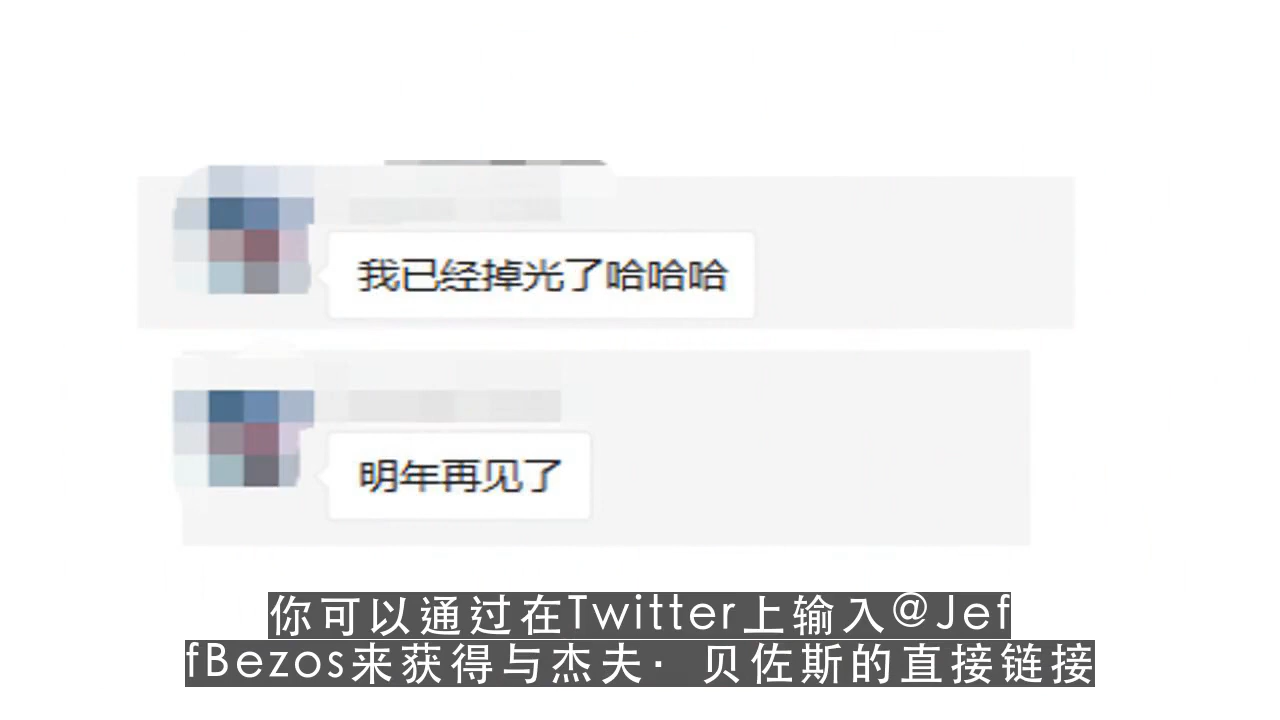 我已经掉光了哈哈哈
明年再见了
你可以通过在Twitter上输入@Jef
fBezos来获得与杰夫·贝佐斯的直接链接